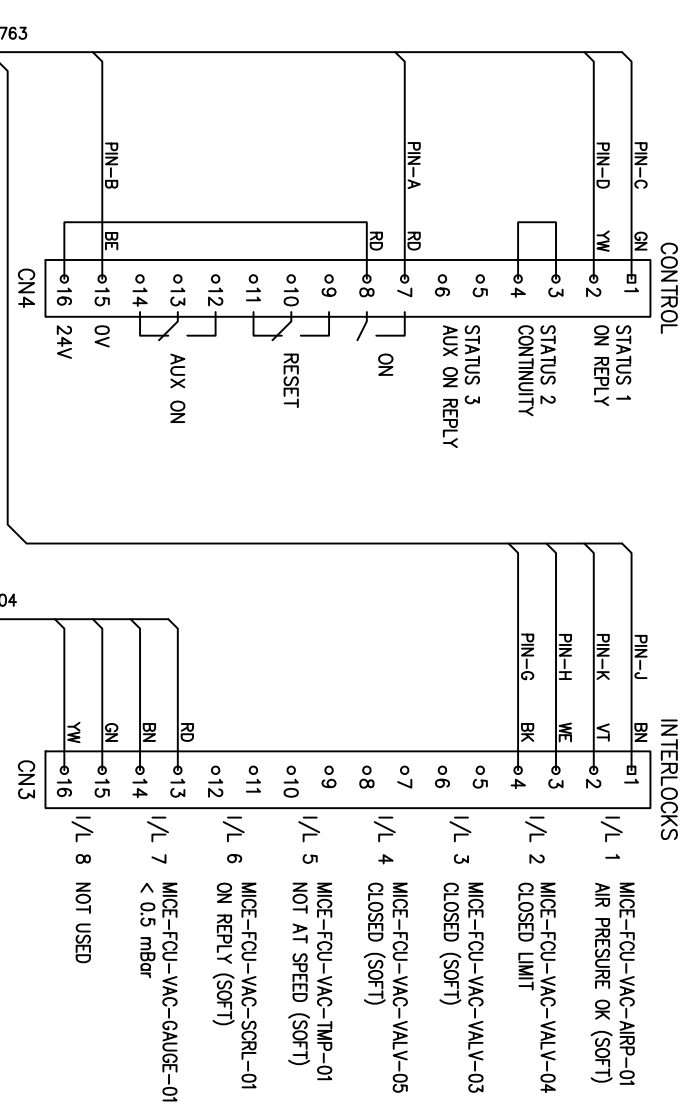 763
CONTROL
PIN-C GN 1 STATUS 1
PIN-D YW 2 ON REPLY
3 STATUS 2
4 CONTINUITY
5 STATUS 3
6 AUX ON REPLY
PIN-A RD 7 ON
RD 8
9
10 RESET
11
12
13 AUX ON
14
PIN-B BE 15 0V
16 24V
CN4
04
INTERLOCKS
PIN-J BN 1 I/L 1 MICE-FCU-VAC-AIRP-01
PIN-K VT 2 AIR PRESURE OK (SOFT)
PIN-H WE 3 I/L 2 MICE-FCU-VAC-VALV-04
PIN-G BK 4 CLOSED LIMIT
5 I/L 3 MICE-FCU-VAC-VALV-03
6 CLOSED (SOFT)
7 I/L 4 MICE-FCU-VAC-VALV-05
8 CLOSED (SOFT)
9 I/L 5 MICE-FCU-VAC-TMP-01
10 NOT AT SPEED (SOFT)
11 I/L 6 MICE-FCU-VAC-SCRL-01
12 ON REPLY (SOFT)
RD 13 I/L 7 MICE-FCU-VAC-GAUGE-01
BN 14 < 0.5 mBar
GN 15 I/L 8 NOT USED
YW 16
CN3